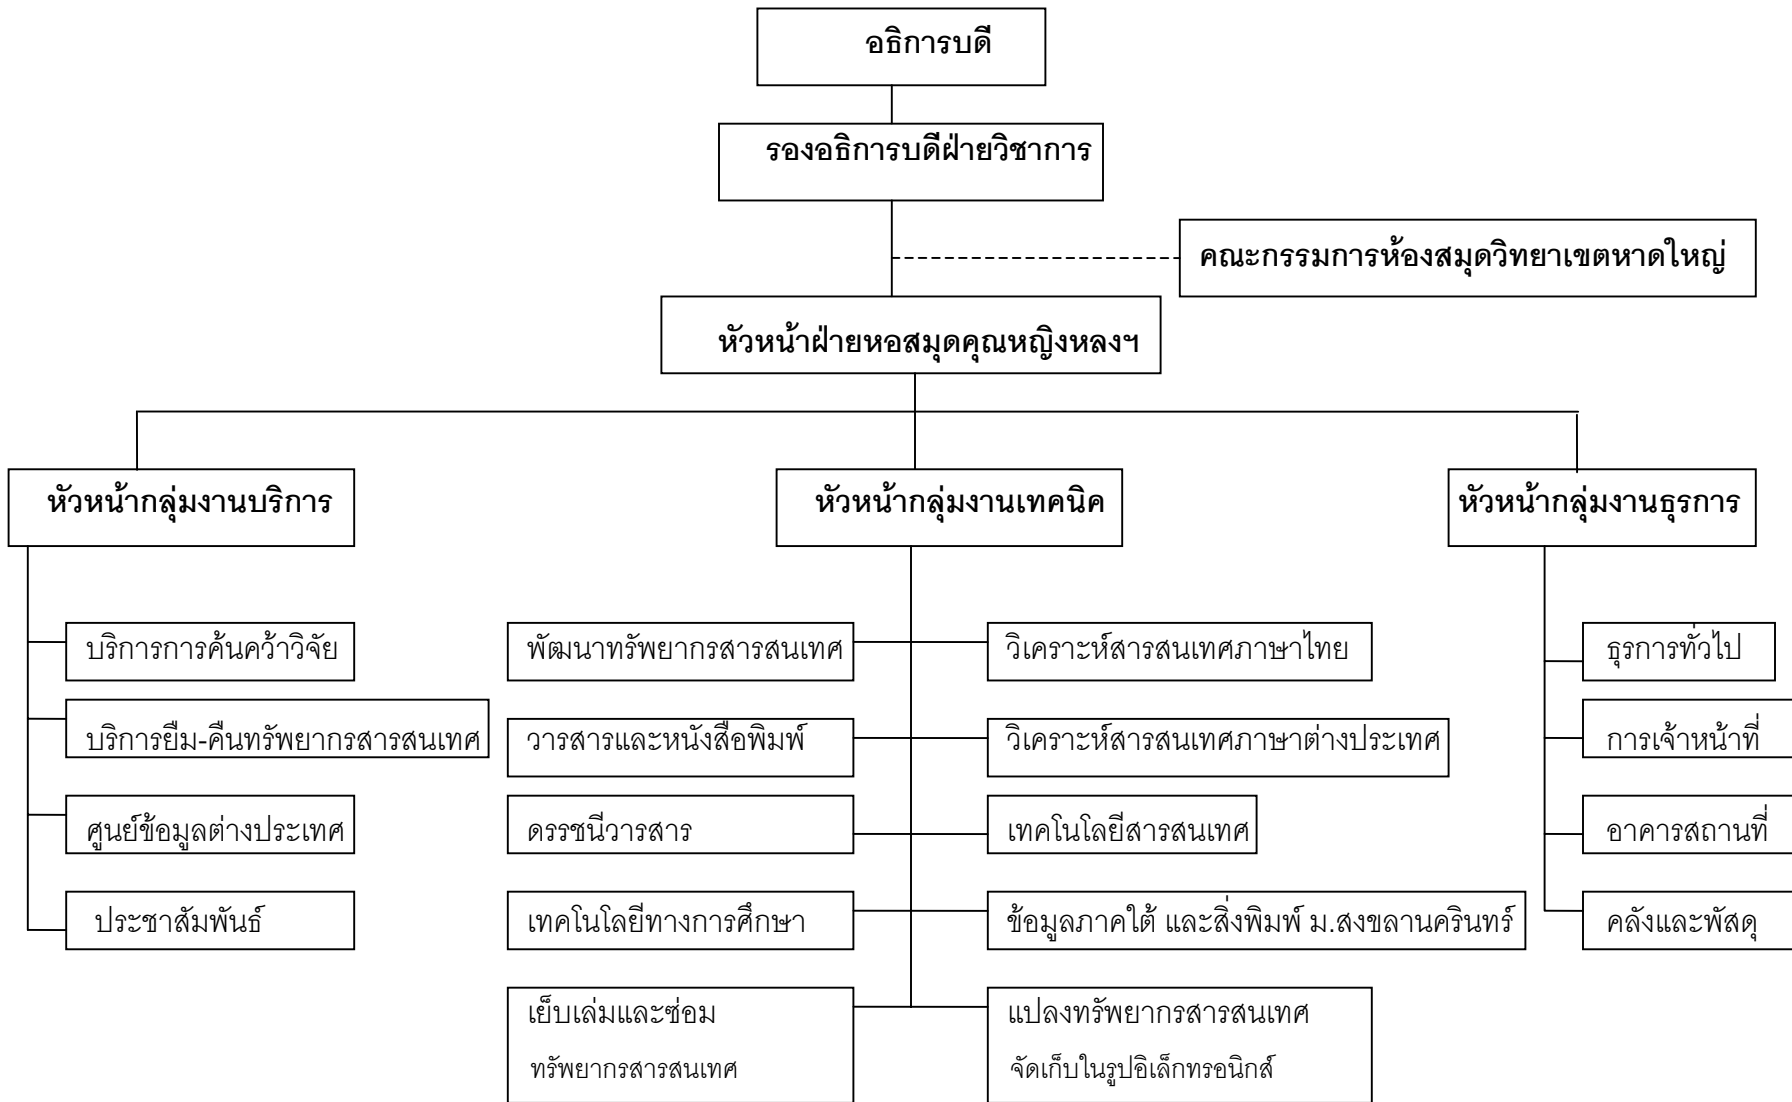 อธิการบดี
รองอธิการบดีฝ่ายวิชาการ
คณะกรรมการห้องสมุดวิทยาเขตหาดใหญ่
หัวหน้าฝ่ายหอสมุดคุณหญิงหลงฯ
หัวหน้ากลุ่มงานบริการ
บริการการค้นคว้าวิจัย
บริการยืม-คืนทรัพยากรสารสนเทศ
ศูนย์ข้อมูลต่างประเทศ
ประชาสัมพันธ์
หัวหน้ากลุ่มงานเทคนิค
พัฒนาทรัพยากรสารสนเทศ
วารสารและหนังสือพิมพ์
ดรรชนีวารสาร
เทคโนโลยีทางการศึกษา
เย็บเล่มและซ่อม
ทรัพยากรสารสนเทศ
วิเคราะห์สารสนเทศภาษาไทย
วิเคราะห์สารสนเทศภาษาต่างประเทศ
เทคโนโลยีสารสนเทศ
ข้อมูลภาคใต้ และสิ่งพิมพ์ ม.สงขลานครินทร์
แปลงทรัพยากรสารสนเทศ
จัดเก็บในรูปอิเล็กทรอนิกส์
หัวหน้ากลุ่มงานธุรการ
ธุรการทั่วไป
การเจ้าหน้าที่
อาคารสถานที่
คลังและพัสดุ